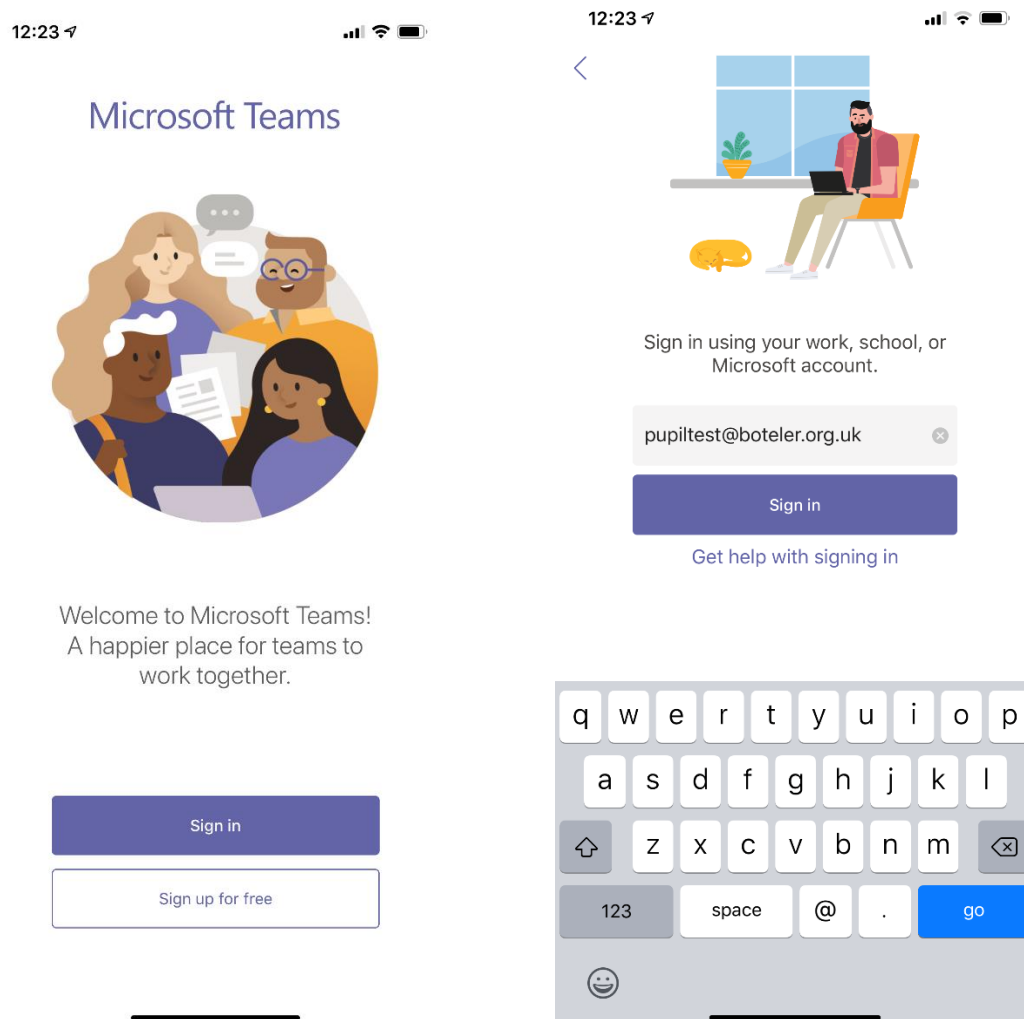 12:23
Microsoft Teams
Welcome to Microsoft Teams!
A happier place for teams to
work together.
Sign in
Sign up for free
12:23
Sign in using your work, school, or
Microsoft account.
pupiltest@boteler.org.uk
Sign in
Get help with signing in
q w e r t y u i o p
a s d f g h j k l
z x c v b n m
123 space @ . go